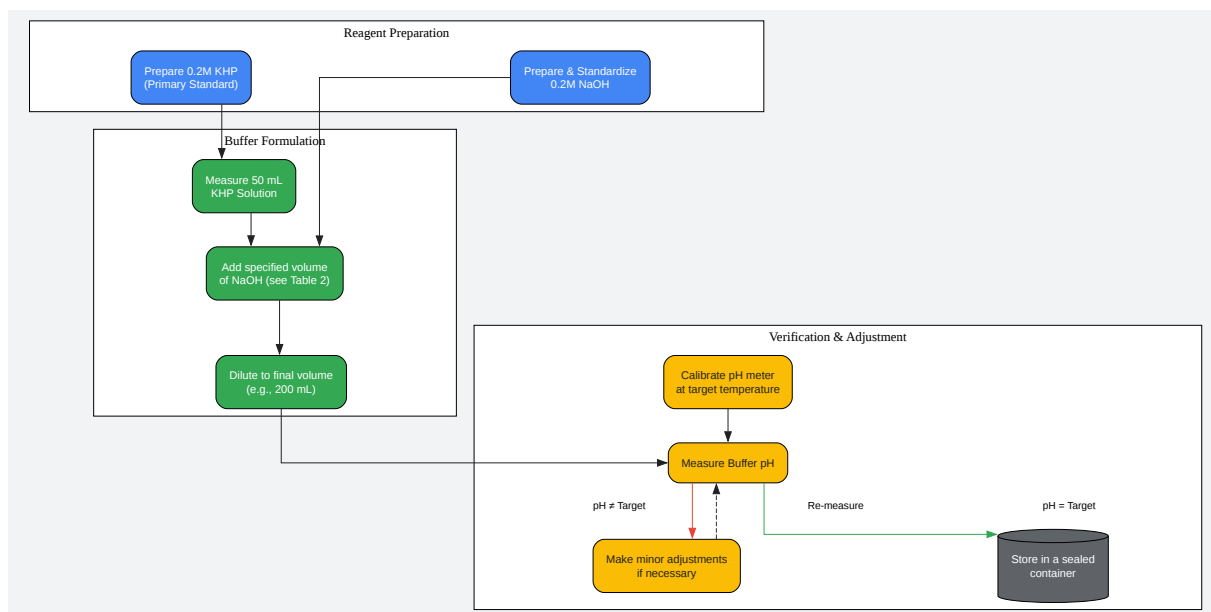 Reagent Preparation
Prepare 0.2M KHP
(Primary Standard)
Prepare & Standardize
0.2M NaOH
Buffer Formulation
Measure 50 mL
KHP Solution
Add specified volume
of NaOH (see Table 2)
Dilute to final volume
(e.g., 200 mL)
Verification & Adjustment
Calibrate pH meter
at target temperature
Measure Buffer pH
pH ≠ Target
Re-measure
pH = Target
Make minor adjustments
if necessary
Store in a sealed
container